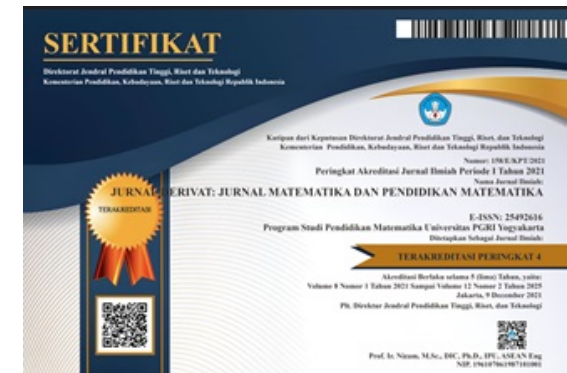 SERTIFIKAT
Direktorat Jendral Pendidikan Tinggi, Riset dan Teknologi
Kementerian Pendidikan, Kebudayaan, Riset dan Teknologi Republik Indonesia
Kutipan dari Keputusan Direktorat Jendral Pendidikan Tinggi, Riset, dan Teknologi
Kementerian Pendidikan, Kebudayaan, Riset dan Teknologi Republik Indonesia
Nomor: 158/E/KPT/2021
Peringkat Akreditasi Jurnal Ilmiah Periode I Tahun 2021
Nama Jurnal Ilmiah:
JURNAL DERIVAT: JURNAL MATEMATIKA DAN PENDIDIKAN MATEMATIKA
TERAKREDITASI
E-ISSN: 25492616
Program Studi Pendidikan Matematika Universitas PGRI Yogyakarta
Ditetapkan Sebagai Jurnal Ilmiah:
TERAKREDITASI PERINGKAT 4
Akreditasi Berlaku selama 5 (lima) Tahun, yaitu:
Volume 8 Nomor 1 Tahun 2021 Sampai Volume 12 Nomor 2 Tahun 2025
Jakarta, 9 December 2021
Plt. Direktur Jendral Pendidikan Tinggi, Riset, dan Teknologi
Prof. Ir. Nizam, M.Sc., DIC, Ph.D., IPU, ASEAN Eng
NIP. 196107061987101001